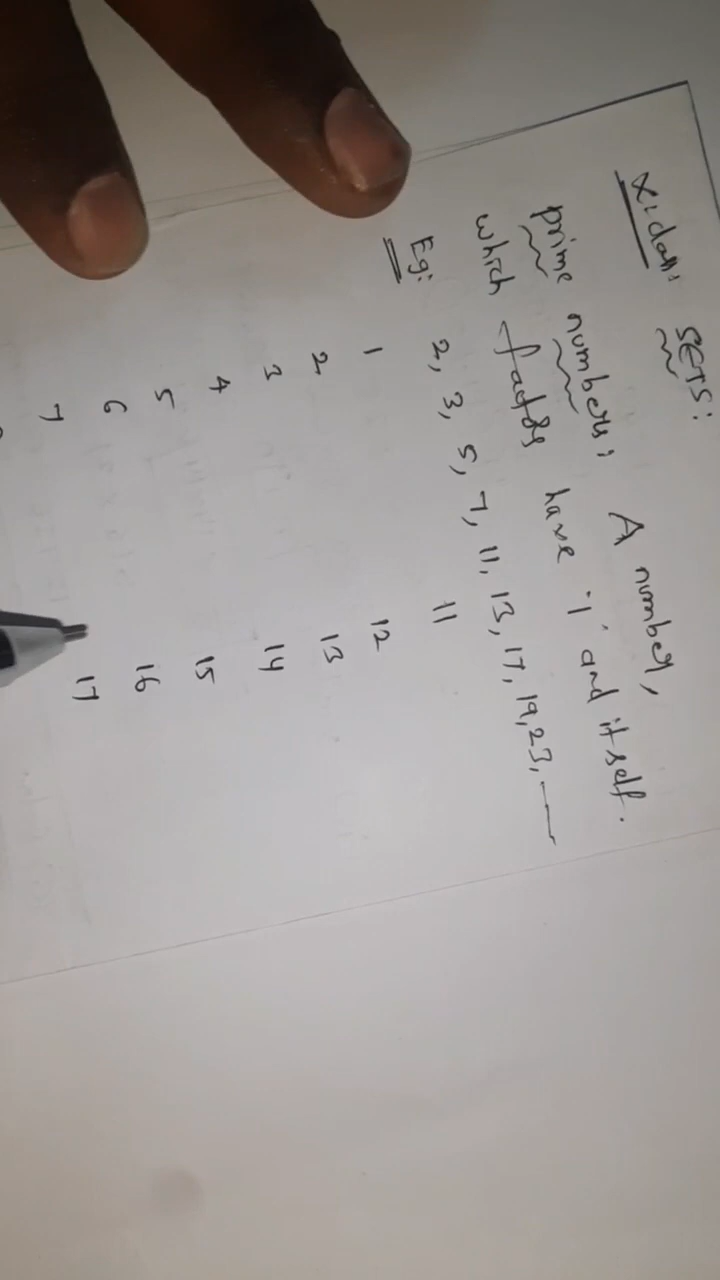 X-class SETS:
prime numbers: A number,
which factors have '1' and itself.
Eg: 2, 3, 5, 7, 11, 13, 17, 19, 23, —
1 11
2 12
3 13
4 14
5 15
6 16
7 17